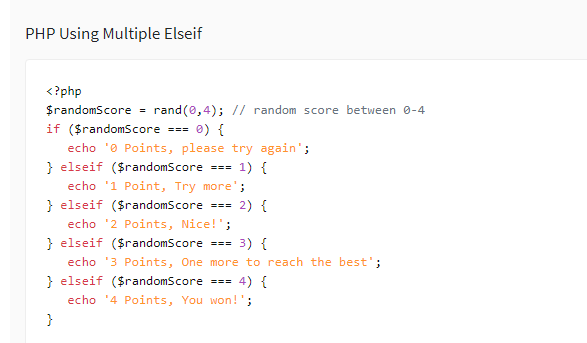 PHP Using Multiple Elseif
<?php
$randomScore = rand(0,4); // random score between 0-4
if ($randomScore === 0) {
   echo '0 Points, please try again';
} elseif ($randomScore === 1) {
   echo '1 Point, Try more';
} elseif ($randomScore === 2) {
   echo '2 Points, Nice!';
} elseif ($randomScore === 3) {
   echo '3 Points, One more to reach the best';
} elseif ($randomScore === 4) {
   echo '4 Points, You won!';
}